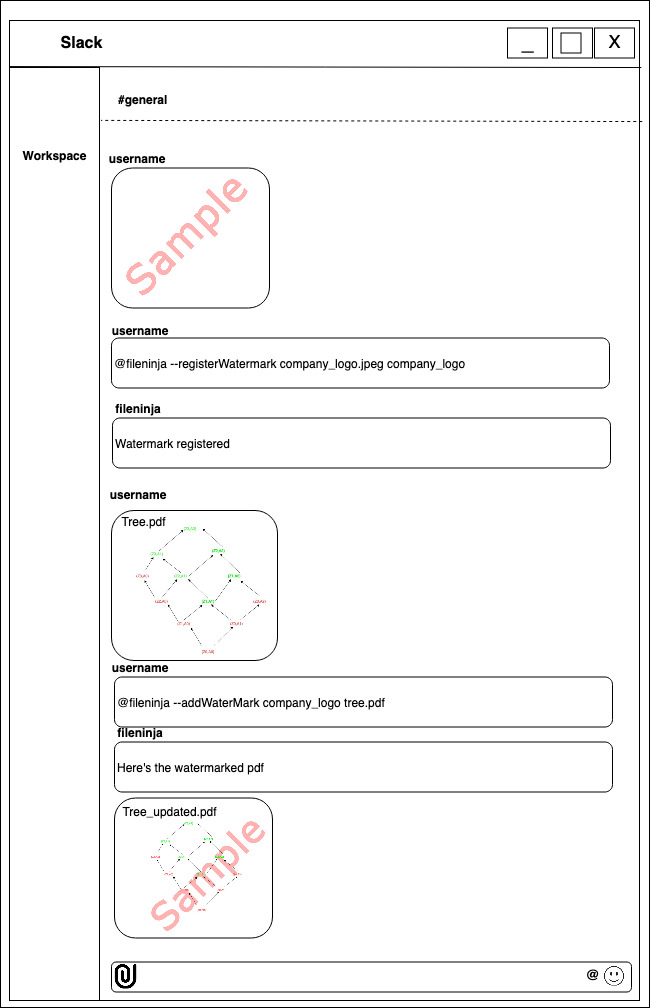 Slack
_
X
#general
Workspace
username
Sample
username
@fileninja --registerWatermark company_logo.jpeg company_logo
fileninja
Watermark registered
username
Tree.pdf
username
@fileninja --addWaterMark company_logo tree.pdf
fileninja
Here's the watermarked pdf
Tree_updated.pdf
Sample
@